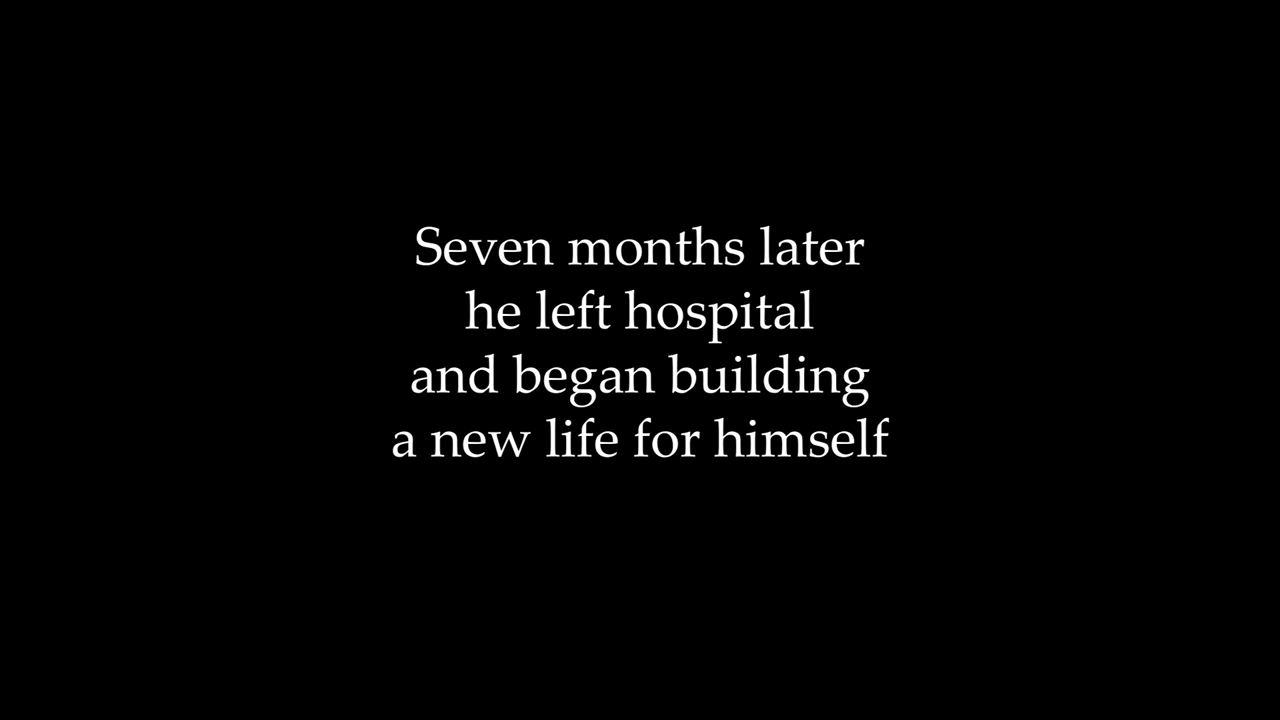 Seven months later
he left hospital
and began building
a new life for himself